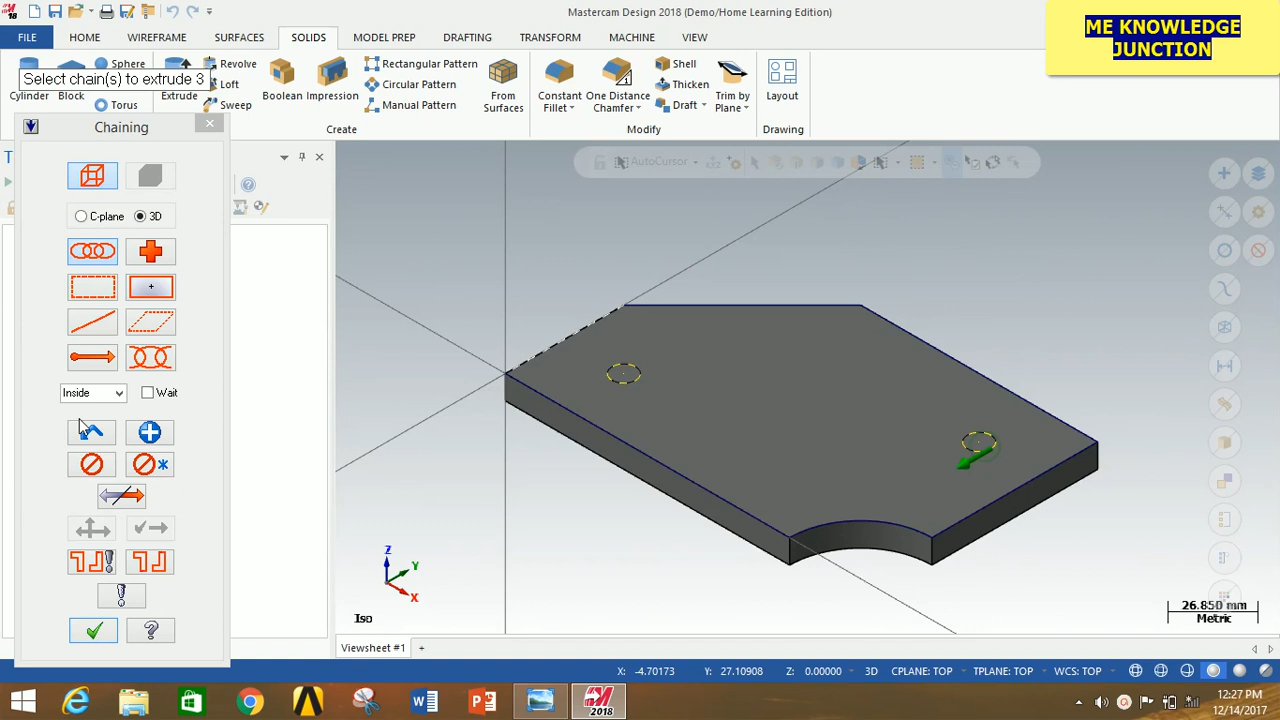 Mastercam Design 2018 (Demo/Home Learning Edition)
ME KNOWLEDGE
JUNCTION
18
FILE
HOME
WIREFRAME
SURFACES
SOLIDS
MODEL PREP
DRAFTING
TRANSFORM
MACHINE
VIEW
Sphere
Revolve
Rectangular Pattern
Shell
Select chain(s) to extrude 3
Loft
Circular Pattern
Thicken
Cylinder
Block
Torus
Extrude
Sweep
Boolean
Impression
Manual Pattern
From
Surfaces
Constant
Fillet
One Distance
Chamfer
Draft
Trim by
Plane
Layout
Create
Modify
Drawing
Chaining
T
AutoCursor
XYZ
C-plane
3D
Inside
Wait
Z
Y
X
Iso
26.850 mm
Metric
Viewsheet #1
+
X: -4.70173
Y: 27.10908
Z: 0.00000
3D
CPLANE: TOP
TPLANE: TOP
WCS: TOP
2018
12:27 PM
12/14/2017